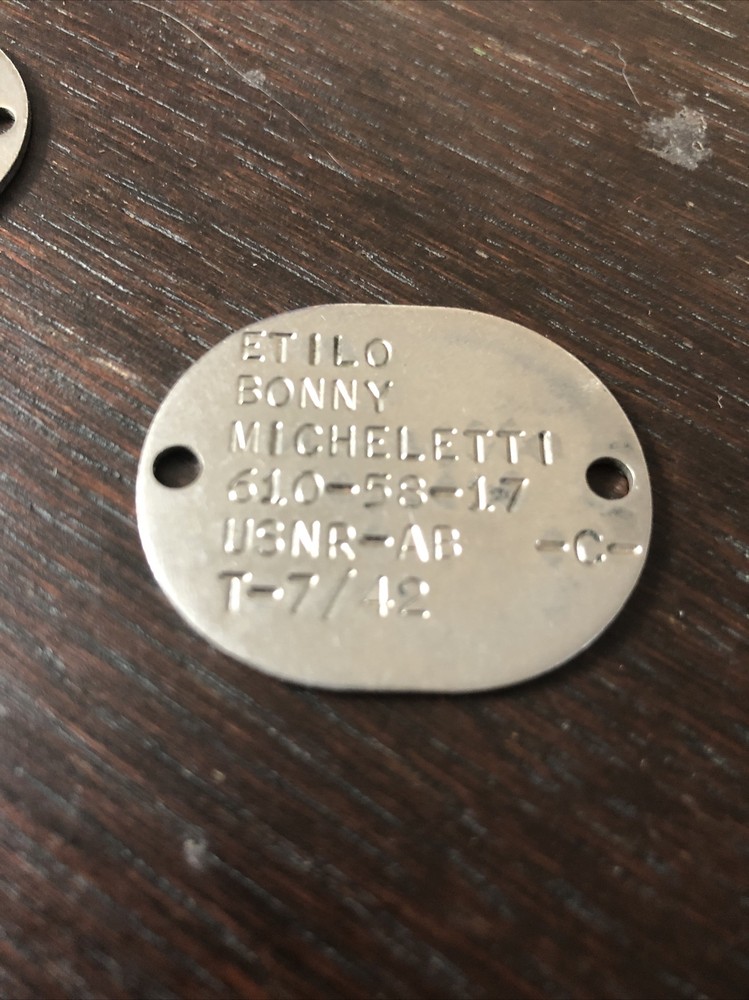 ETILO
BONNY
MICHELETTI
610-58-17
USNR-AB -C-
T-7/42